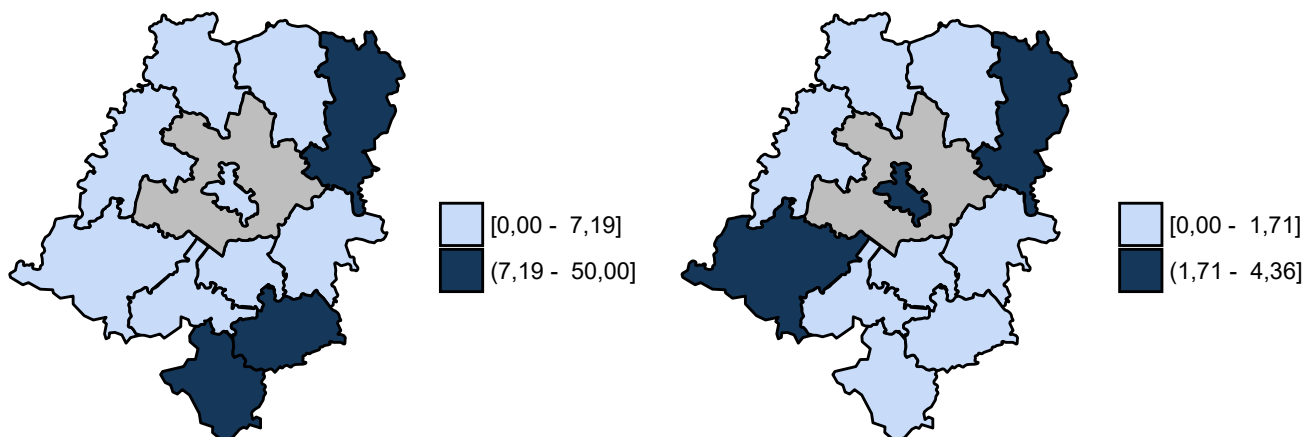 [0,00 - 7,19]
(7,19 - 50,00]
[0,00 - 1,71]
(1,71 - 4,36]